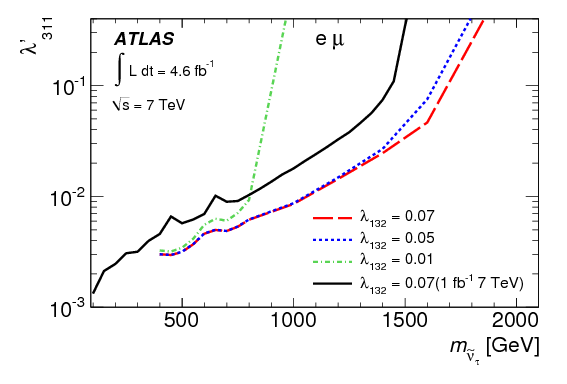 ATLAS
e μ
∫ L dt = 4.6 fb⁻¹
√s = 7 TeV
λ'₃₁₁
10⁻¹
10⁻²
10⁻³
λ₁₃₂ = 0.07
λ₁₃₂ = 0.05
λ₁₃₂ = 0.01
λ₁₃₂ = 0.07(1 fb⁻¹ 7 TeV)
500 1000 1500 2000
m_ν̃_τ [GeV]